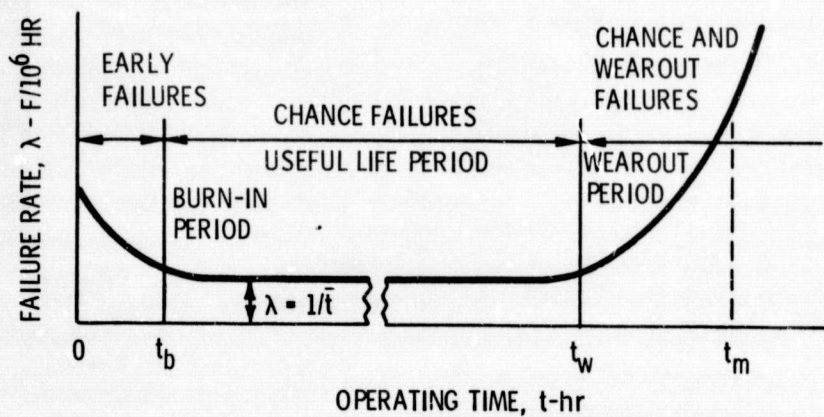 FAILURE RATE, λ - F/10⁶ HR
EARLY
FAILURES
CHANCE FAILURES
USEFUL LIFE PERIOD
CHANCE AND
WEAROUT
FAILURES
WEAROUT
PERIOD
BURN-IN
PERIOD
λ = 1/t̄
0
t_b
t_w
t_m
OPERATING TIME, t-hr